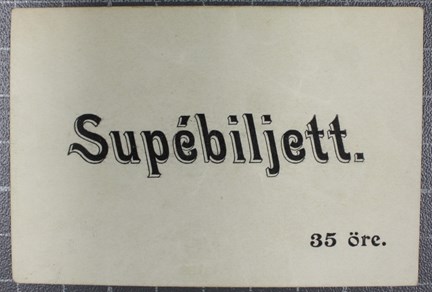 Supébiljett.
35 öre.